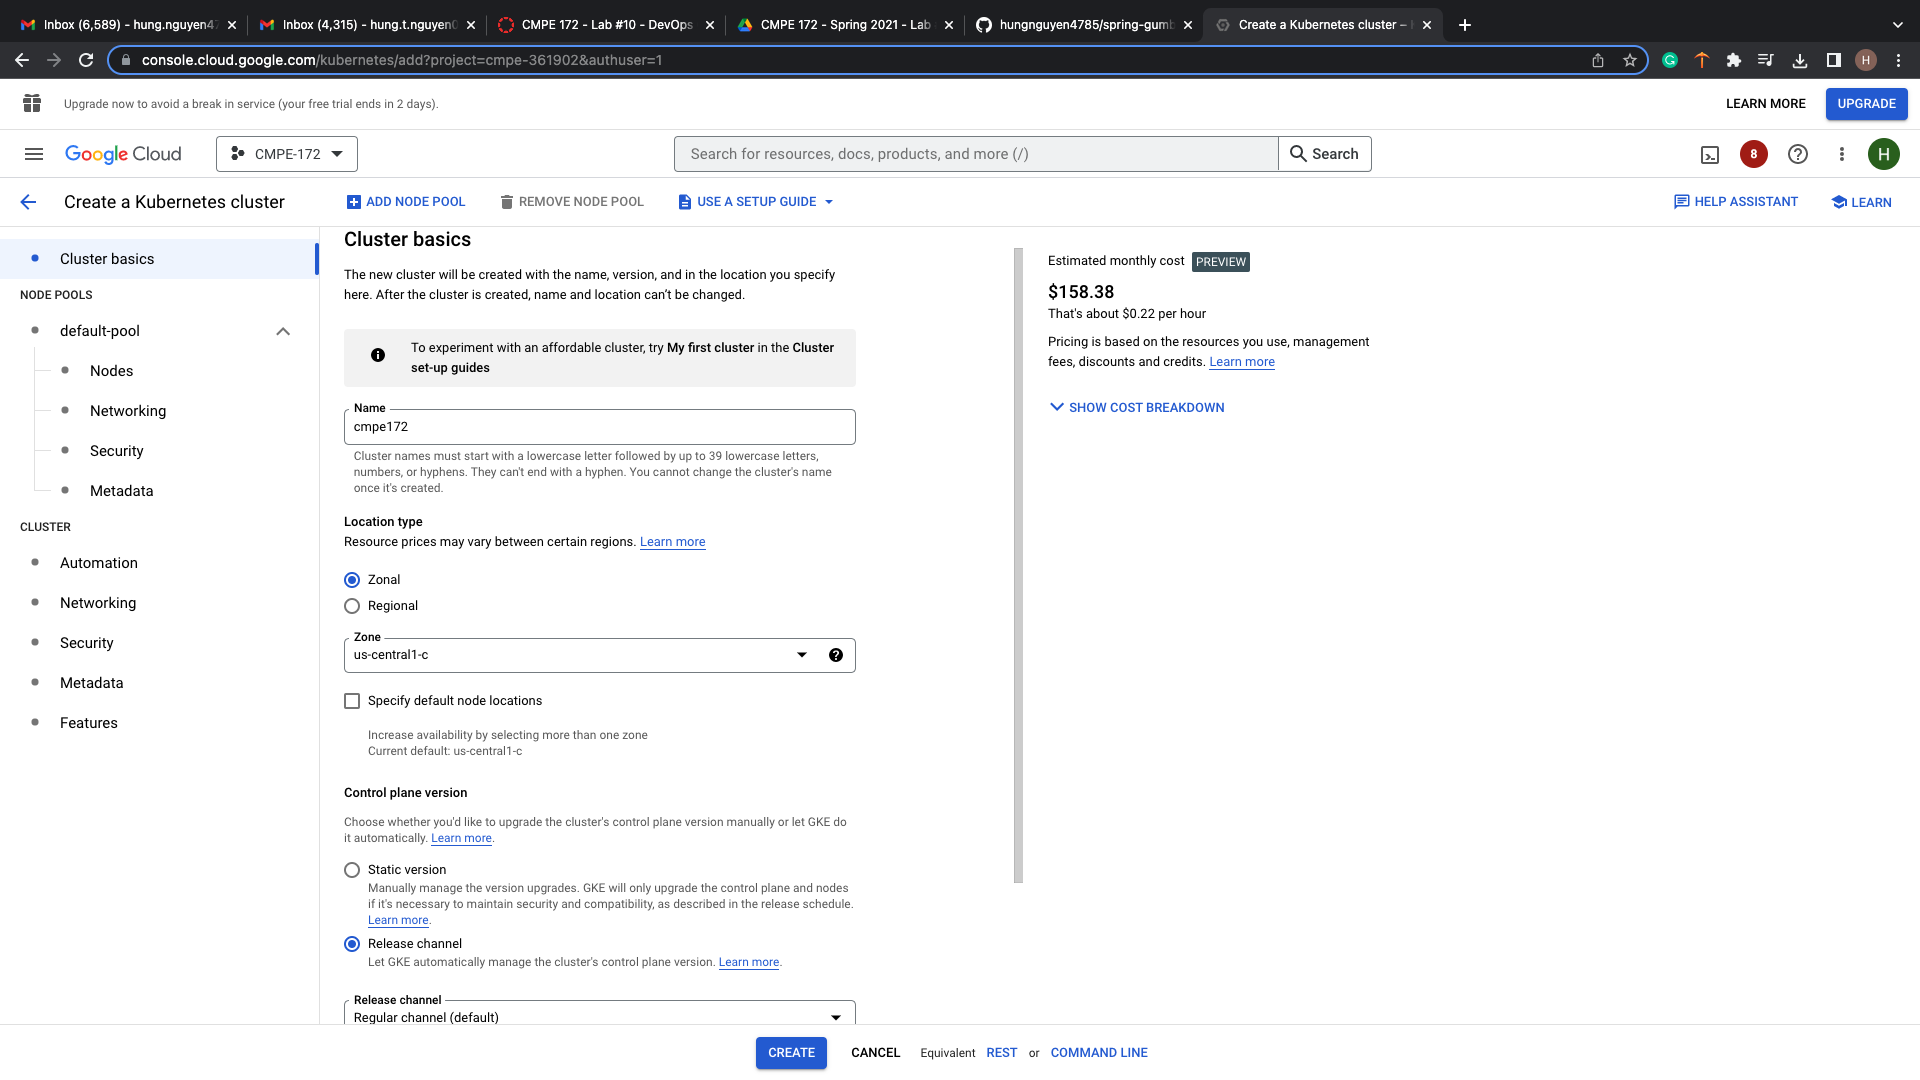 Inbox (6,589) - hung.nguyen47
Inbox (4,315) - hung.t.nguyen0
CMPE 172 - Lab #10 - DevOps
CMPE 172 - Spring 2021 - Lab
hungnguyen4785/spring-gumb
Create a Kubernetes cluster –
console.cloud.google.com/kubernetes/add?project=cmpe-361902&authuser=1
G
H
Upgrade now to avoid a break in service (your free trial ends in 2 days).
LEARN MORE
UPGRADE
Google Cloud
CMPE-172
Search for resources, docs, products, and more (/)
Search
8
H
Create a Kubernetes cluster
ADD NODE POOL
REMOVE NODE POOL
USE A SETUP GUIDE
HELP ASSISTANT
LEARN
Cluster basics
NODE POOLS
default-pool
Nodes
Networking
Security
Metadata
CLUSTER
Automation
Networking
Security
Metadata
Features
Cluster basics
The new cluster will be created with the name, version, and in the location you specify
here. After the cluster is created, name and location can't be changed.
To experiment with an affordable cluster, try My first cluster in the Cluster
set-up guides
Name
cmpe172
Cluster names must start with a lowercase letter followed by up to 39 lowercase letters,
numbers, or hyphens. They can't end with a hyphen. You cannot change the cluster's name
once it's created.
Location type
Resource prices may vary between certain regions. Learn more
Zonal
Regional
Zone
us-central1-c
Specify default node locations
Increase availability by selecting more than one zone
Current default: us-central1-c
Control plane version
Choose whether you'd like to upgrade the cluster's control plane version manually or let GKE do
it automatically. Learn more.
Static version
Manually manage the version upgrades. GKE will only upgrade the control plane and nodes
if it's necessary to maintain security and compatibility, as described in the release schedule.
Learn more.
Release channel
Let GKE automatically manage the cluster's control plane version. Learn more.
Release channel
Regular channel (default)
Estimated monthly cost PREVIEW
$158.38
That's about $0.22 per hour
Pricing is based on the resources you use, management
fees, discounts and credits. Learn more
SHOW COST BREAKDOWN
CREATE
CANCEL
Equivalent REST or COMMAND LINE